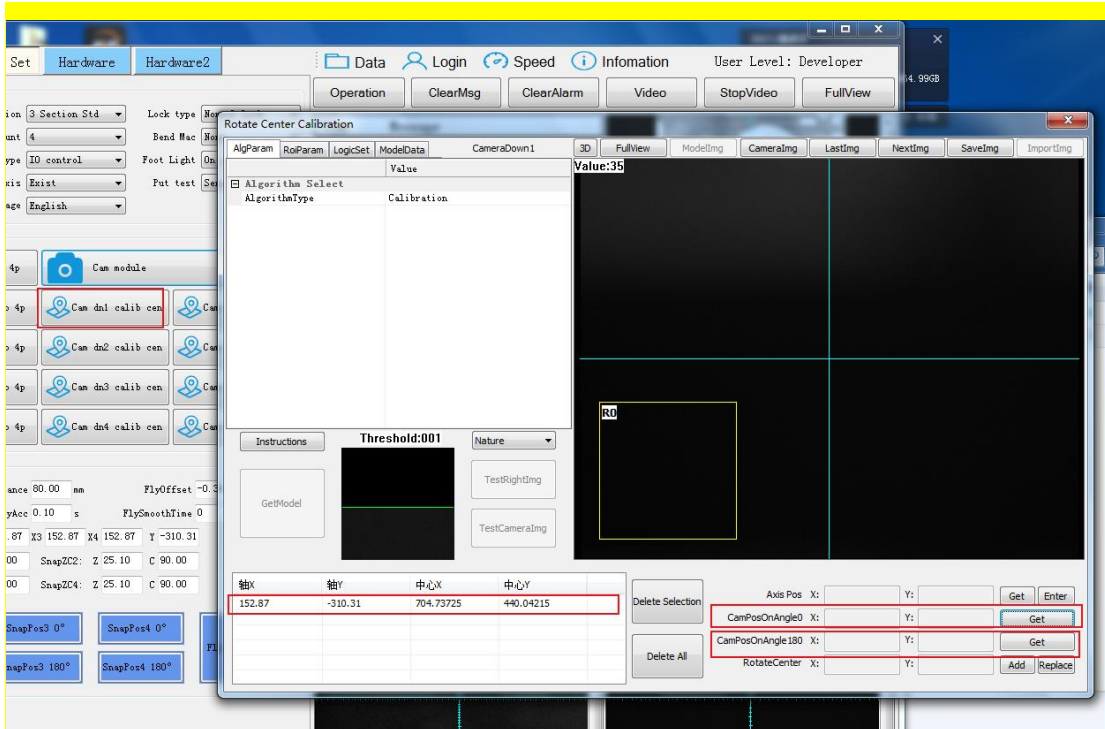 Set Hardware Hardware2 Data Login Speed Infomation User Level: Developer
64.99GB
Operation ClearMsg ClearAlarm Video StopVideo FullView
ion 3 Section Std Lock type
unt 4 Bend Mac
ype IO control Foot Light On
xis Exist Put test
age English
Rotate Center Calibration
AlgParam RoiParam LogicSet ModelData CameraDown1 3D FullView ModelImg CameraImg LastImg NextImg SaveImg ImportImg
Value
Value:35
Algorithm Select
AlgorithmType Calibration
4p Cam module
4p Cam dn1 calib cen
4p Cam dn2 calib cen
4p Cam dn3 calib cen
4p Cam dn4 calib cen
R0
Instructions Threshold:001 Nature
GetModel TestRightImg
TestCameraImg
ance 80.00 mm FlyOffset
yAcc 0.10 s FlySmoothTime 0
.87 X3 152.87 X4 152.87 Y -310.31
00 SnapZC2: Z 25.10 C 90.00
00 SnapZC4: Z 25.10 C 90.00
SnapPos3 0° SnapPos4 0°
napPos3 180° SnapPos4 180°
轴X 轴Y 中心X 中心Y
152.87 -310.31 704.73725 440.04215
Delete Selection
Delete All
Axis Pos X: Y: Get Enter
CamPosOnAngle0 X: Y: Get
CamPosOnAngle180 X: Y: Get
RotateCenter X: Y: Add Replace